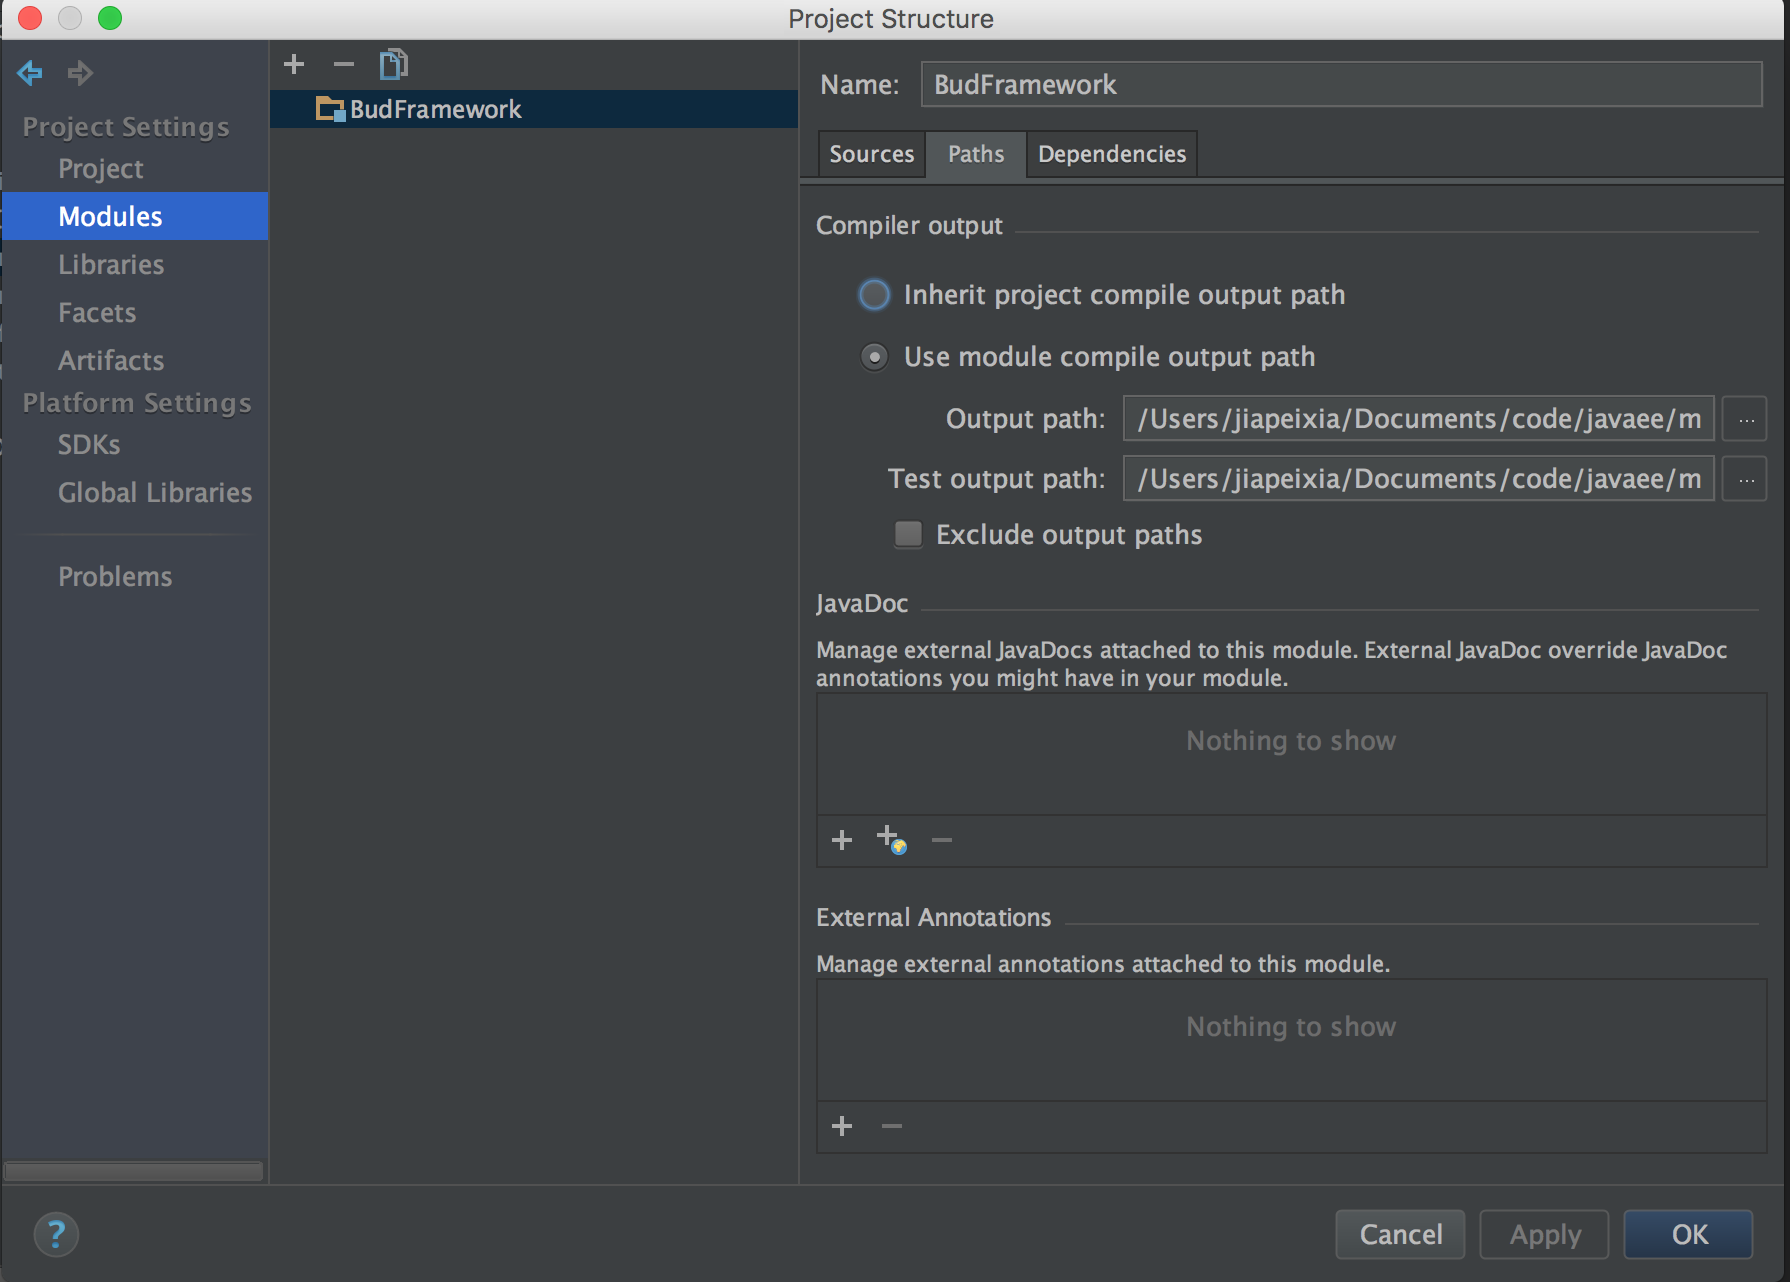 Project Structure
Project Settings
Project
Modules
Libraries
Facets
Artifacts
Platform Settings
SDKs
Global Libraries
Problems
BudFramework
Name: BudFramework
Sources Paths Dependencies
Compiler output
Inherit project compile output path
Use module compile output path
Output path: /Users/jiapeixia/Documents/code/javaee/m ...
Test output path: /Users/jiapeixia/Documents/code/javaee/m ...
Exclude output paths
JavaDoc
Manage external JavaDocs attached to this module. External JavaDoc override JavaDoc
annotations you might have in your module.
Nothing to show
External Annotations
Manage external annotations attached to this module.
Nothing to show
? Cancel Apply OK